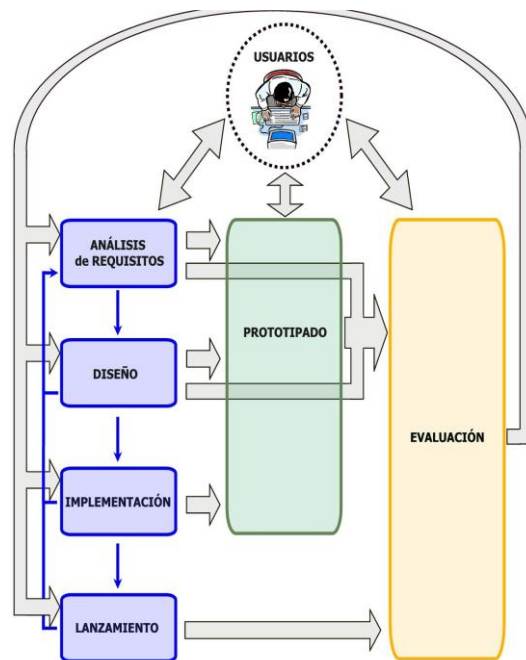 USUARIOS
ANÁLISIS
de REQUISITOS
PROTOTIPADO
DISEÑO
EVALUACIÓN
IMPLEMENTACIÓN
LANZAMIENTO